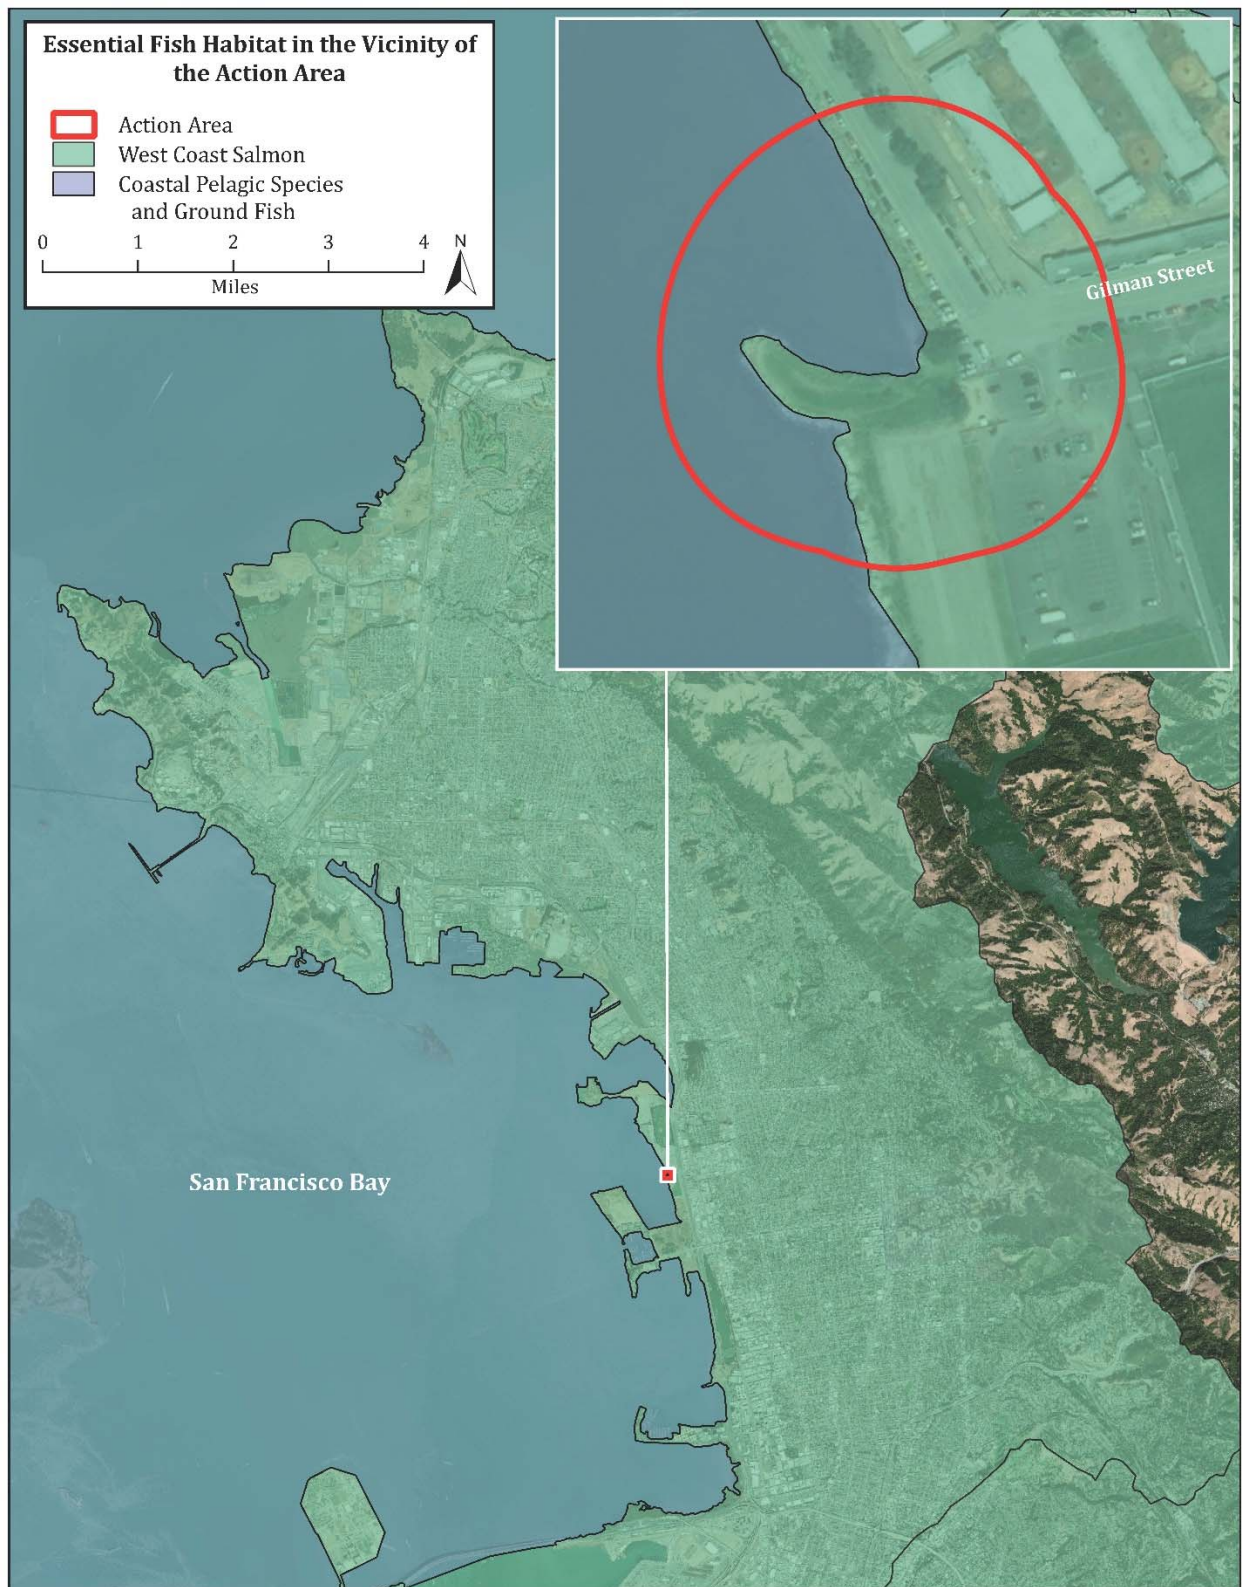 Essential Fish Habitat in the Vicinity of
the Action Area
Action Area
West Coast Salmon
Coastal Pelagic Species
and Ground Fish
0 1 2 3 4
N
Miles
Gilman Street
San Francisco Bay